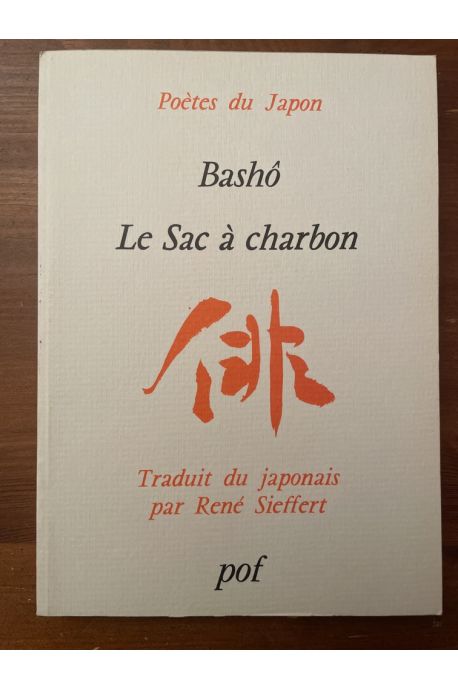 Poètes du Japon
Bashô
Le Sac à charbon
俳
Traduit du japonais
par René Sieffert
pof